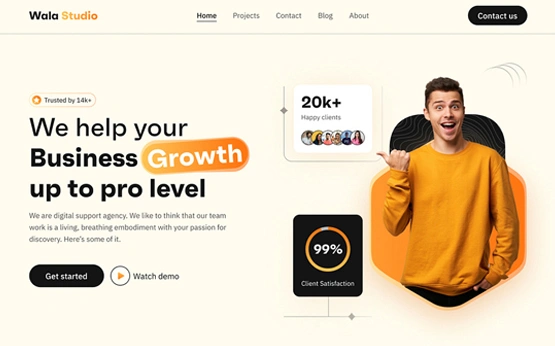 Wala Studio
Home
Projects
Contact
Blog
About
Contact us
Trusted by 14k+
We help your
Business Growth
up to pro level
We are digital support agency. We like to think that our team
work is a living, breathing embodiment with your passion for
discovery. Here's some of it.
Get started
Watch demo
20k+
Happy clients
99%
Client Satisfaction